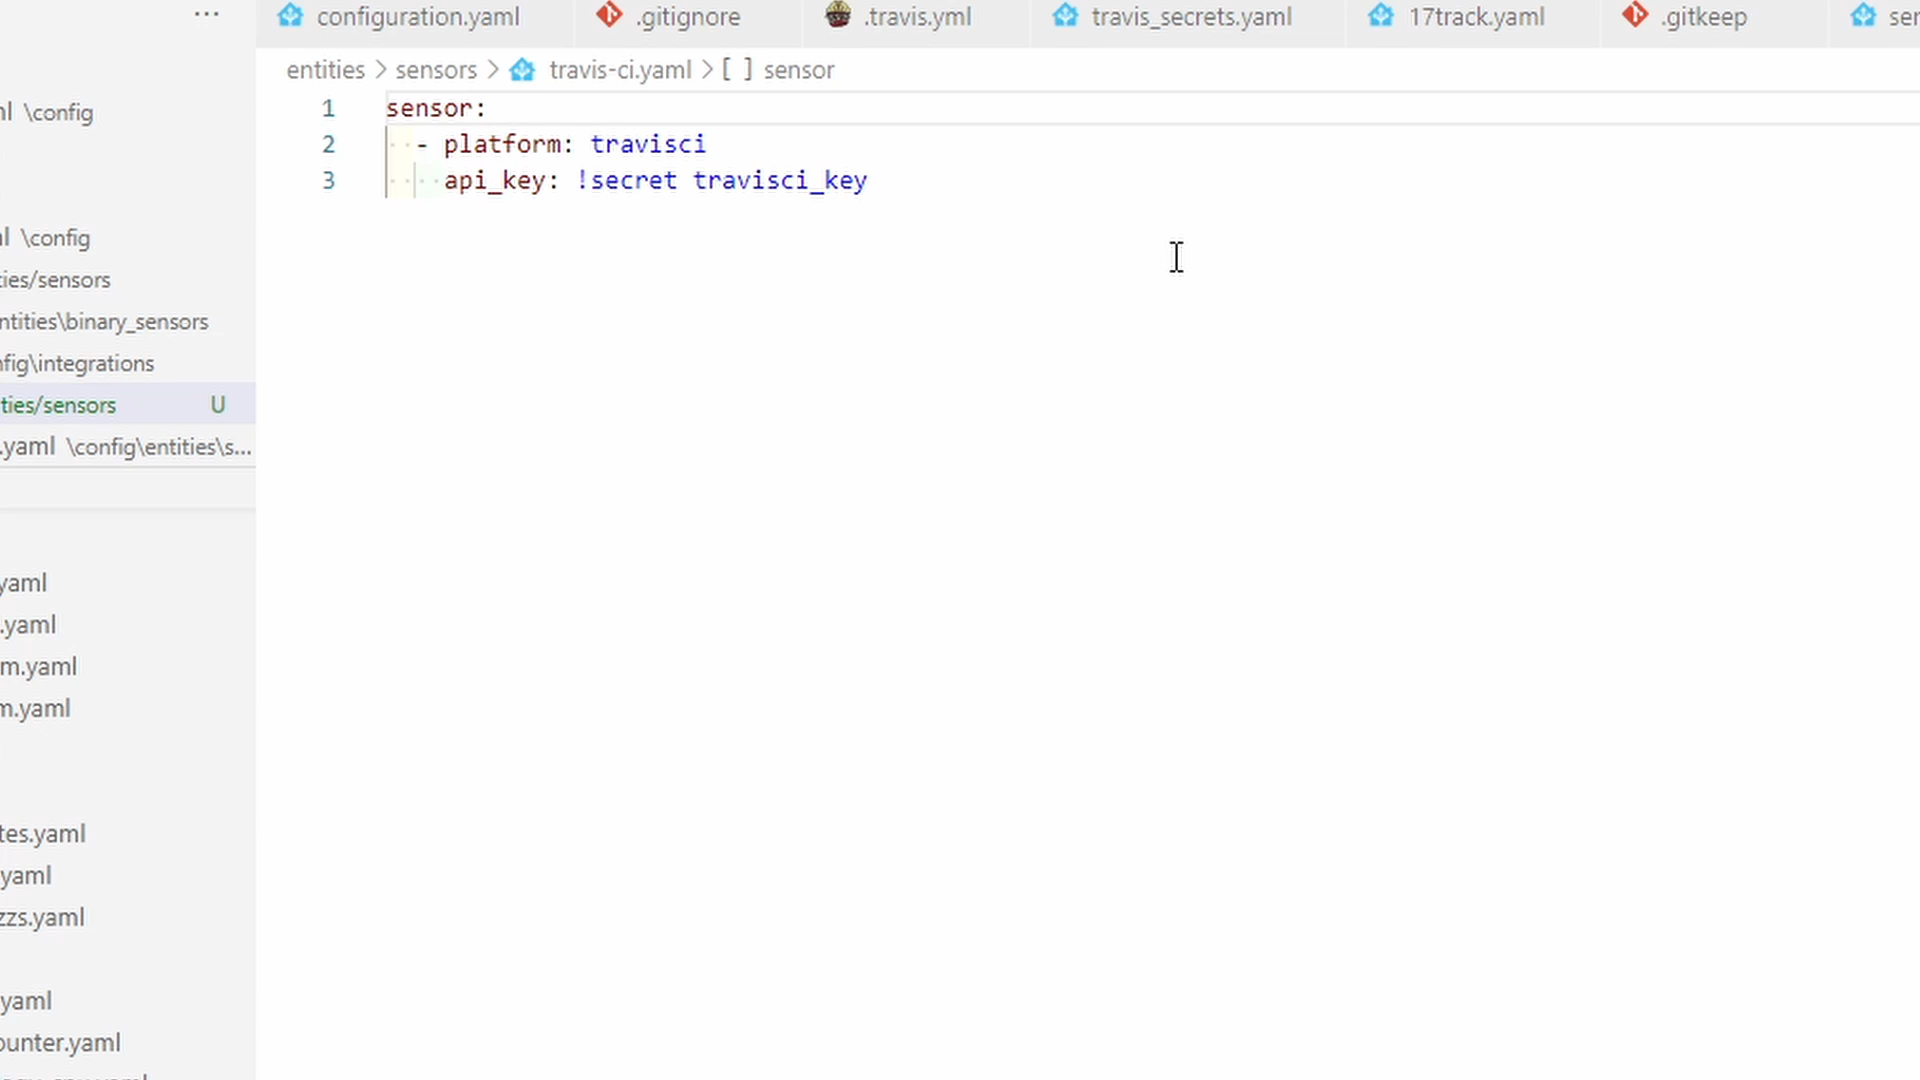 configuration.yaml .gitignore .travis.yml travis_secrets.yaml 17track.yaml .gitkeep
... \config
entities > sensors > travis-ci.yaml > [ ] sensor
1 sensor:
2 - platform: travisci
3 api_key: !secret travisci_key
\config
ies/sensors
ntities\binary_sensors
nfig\integrations
ties/sensors U
.yaml \config\entities\s...
yaml
.yaml
m.yaml
m.yaml
tes.yaml
yaml
zzs.yaml
yaml
ounter.yaml